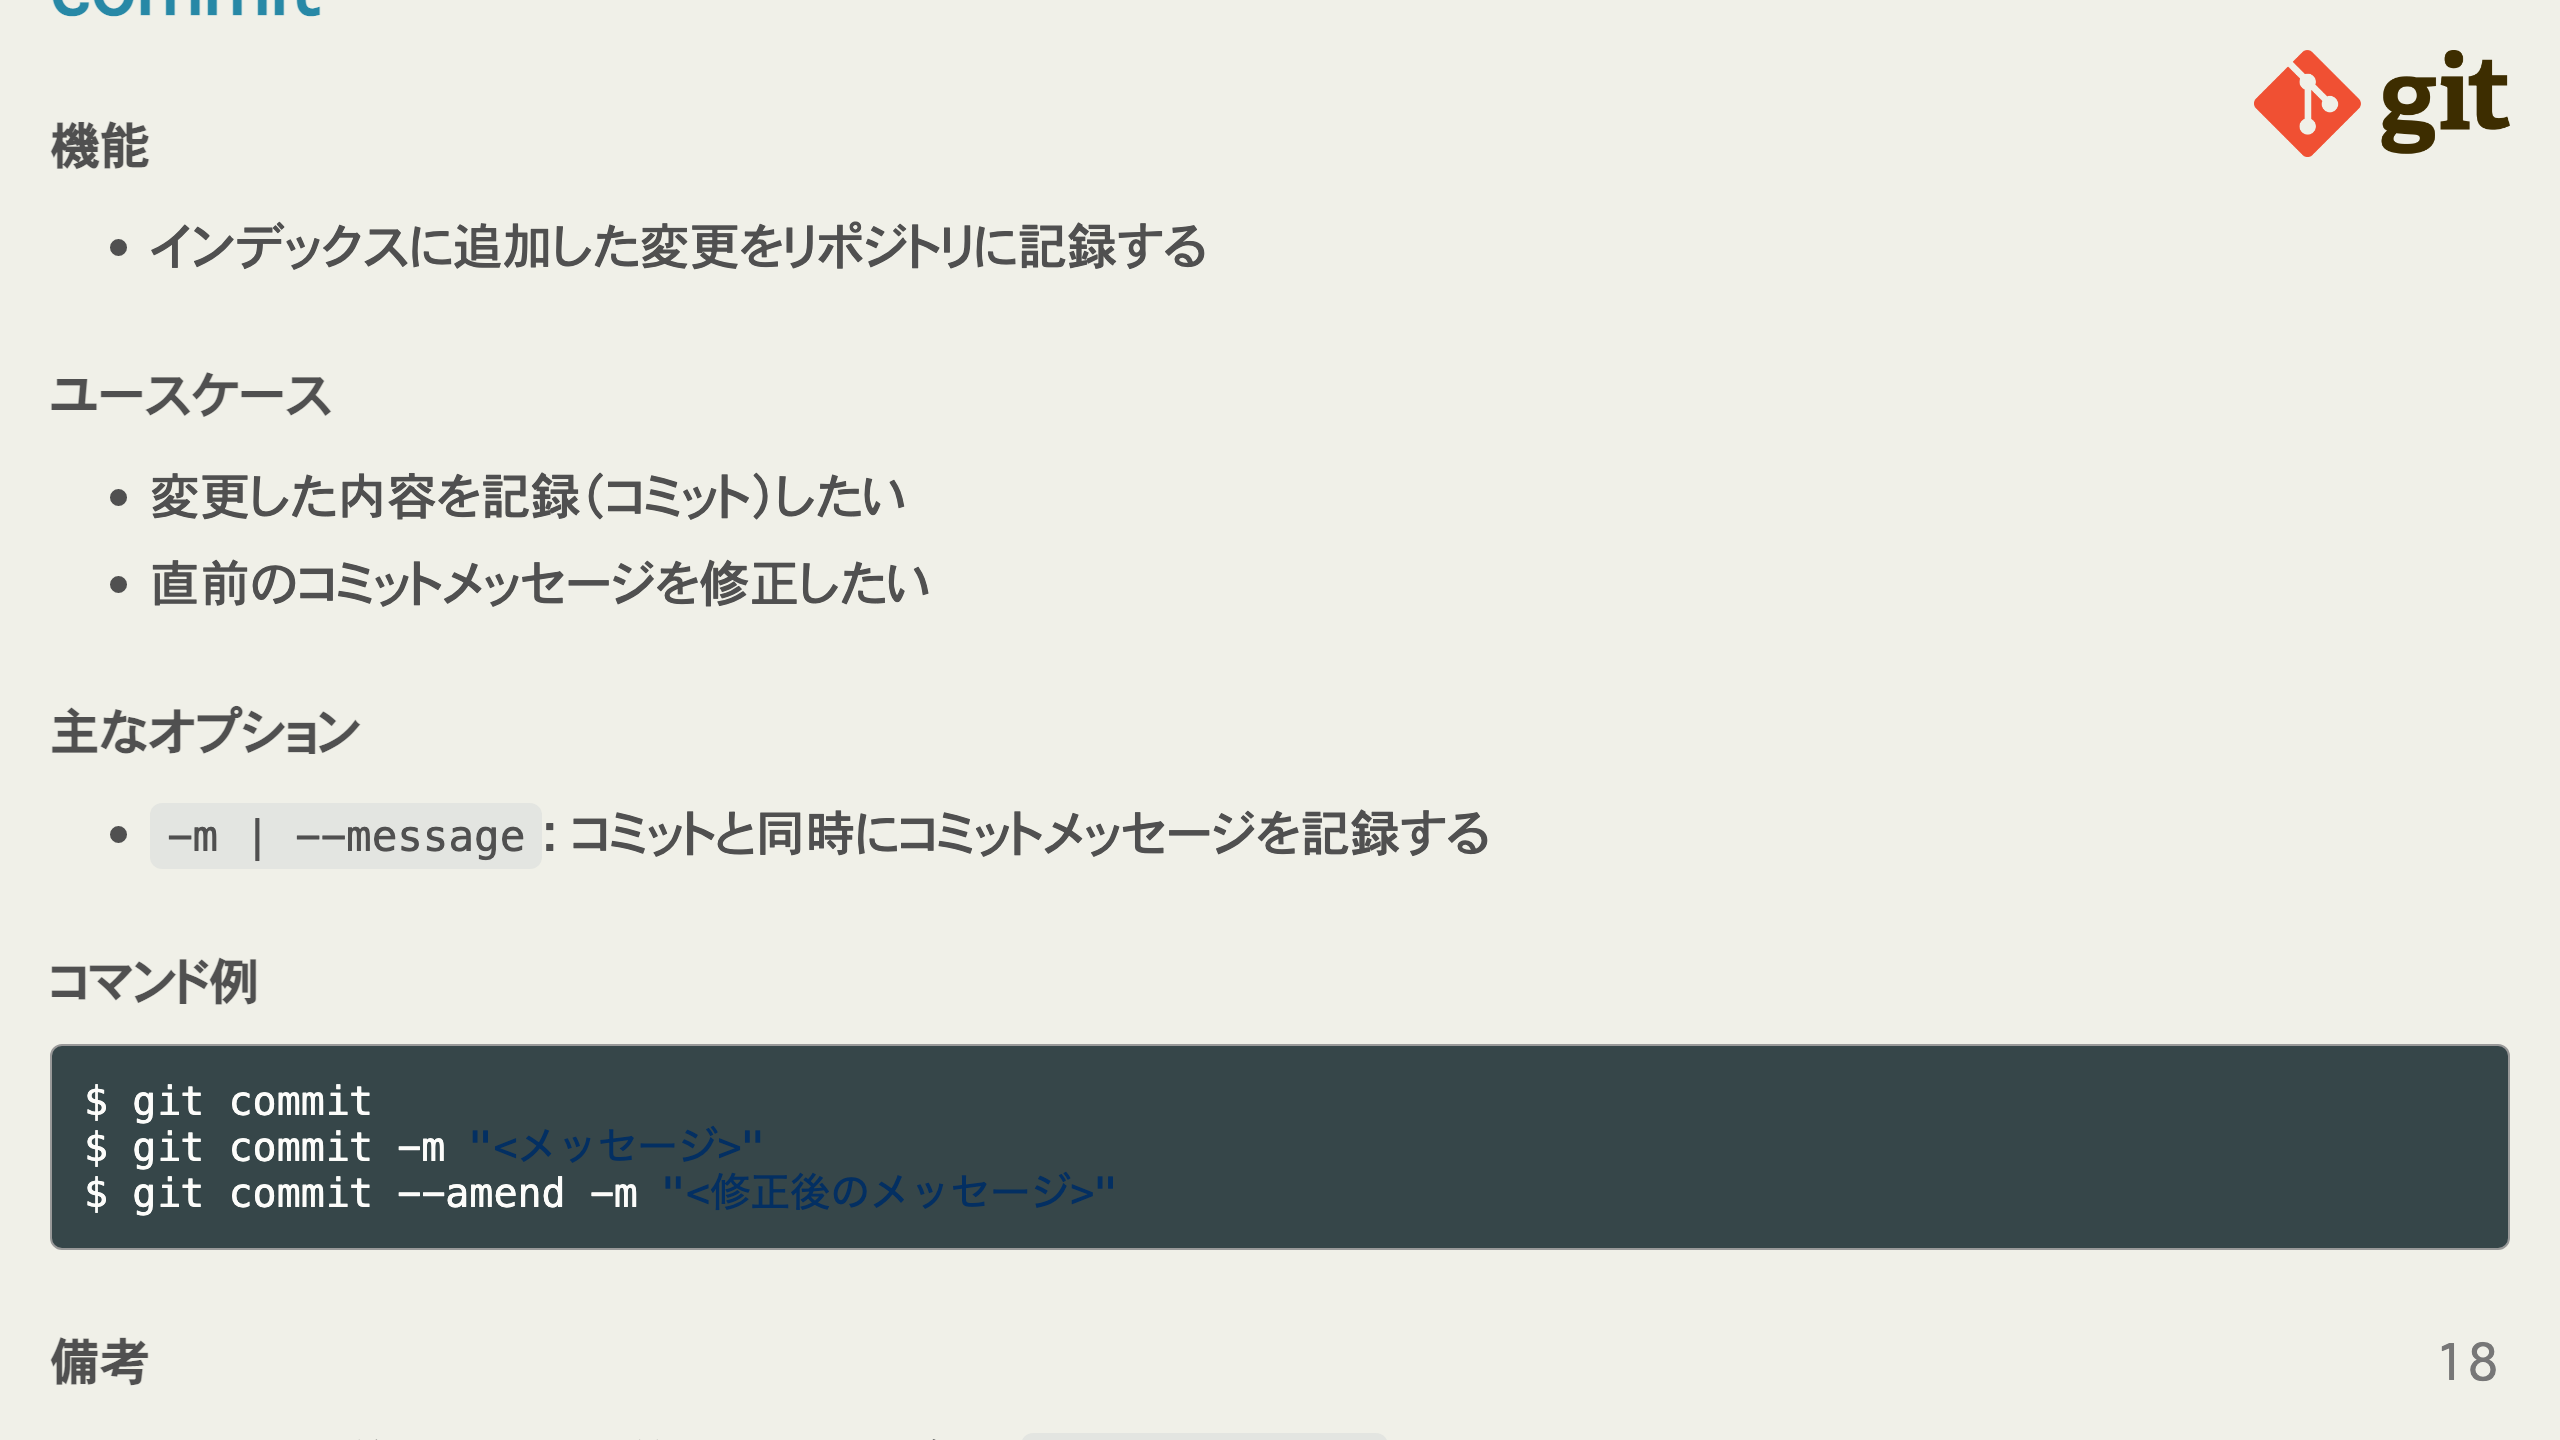 commit
git
機能
• インデックスに追加した変更をリポジトリに記録する
ユースケース
• 変更した内容を記録（コミット）したい
• 直前のコミットメッセージを修正したい
主なオプション
• -m | --message: コミットと同時にコミットメッセージを記録する
コマンド例
$ git commit
$ git commit -m "<メッセージ>"
$ git commit --amend -m "<修正後のメッセージ>"
備考
18